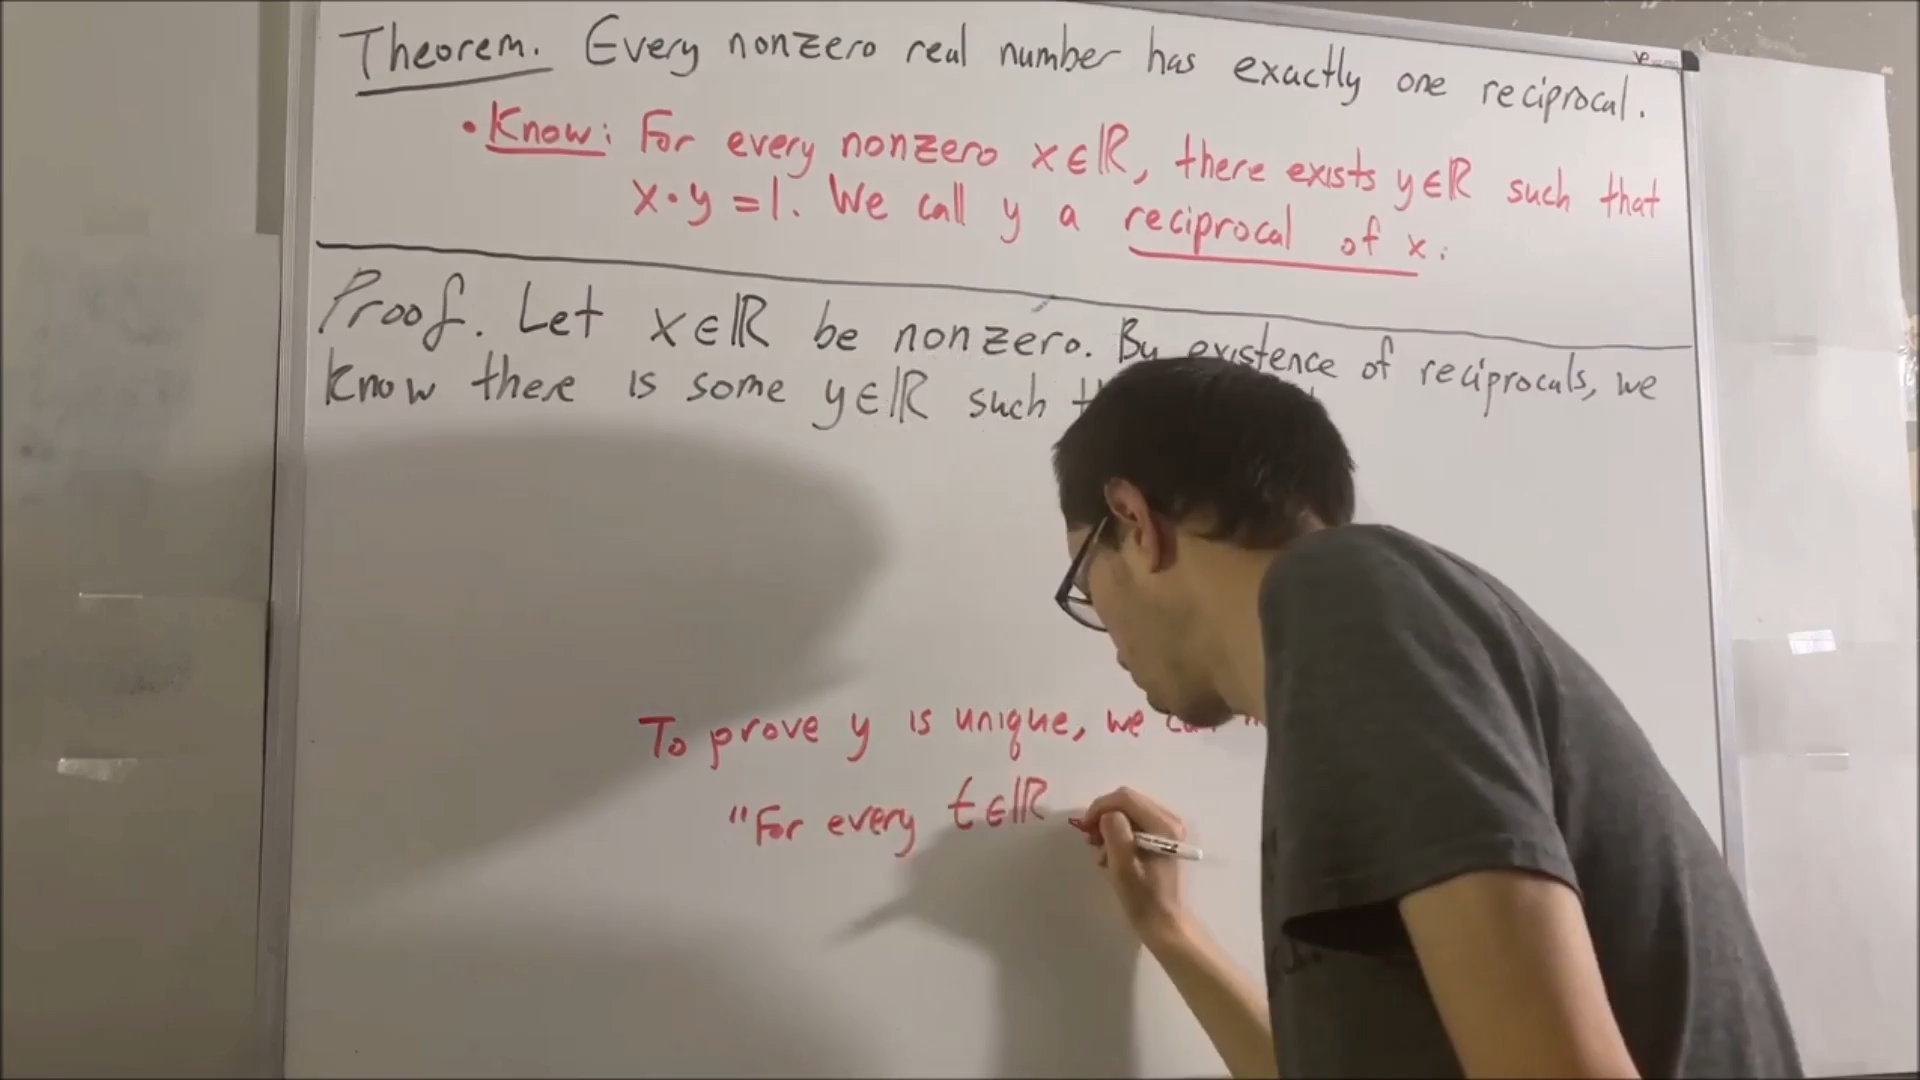 Theorem. Every nonzero real number has exactly one reciprocal.
• Know: For every nonzero x∈ℝ, there exists y∈ℝ such that
x·y=1. We call y a reciprocal of x.
Proof. Let x∈ℝ be nonzero. By existence of reciprocals, we
know there is some y∈ℝ such
To prove y is unique, we
"For every t∈ℝ